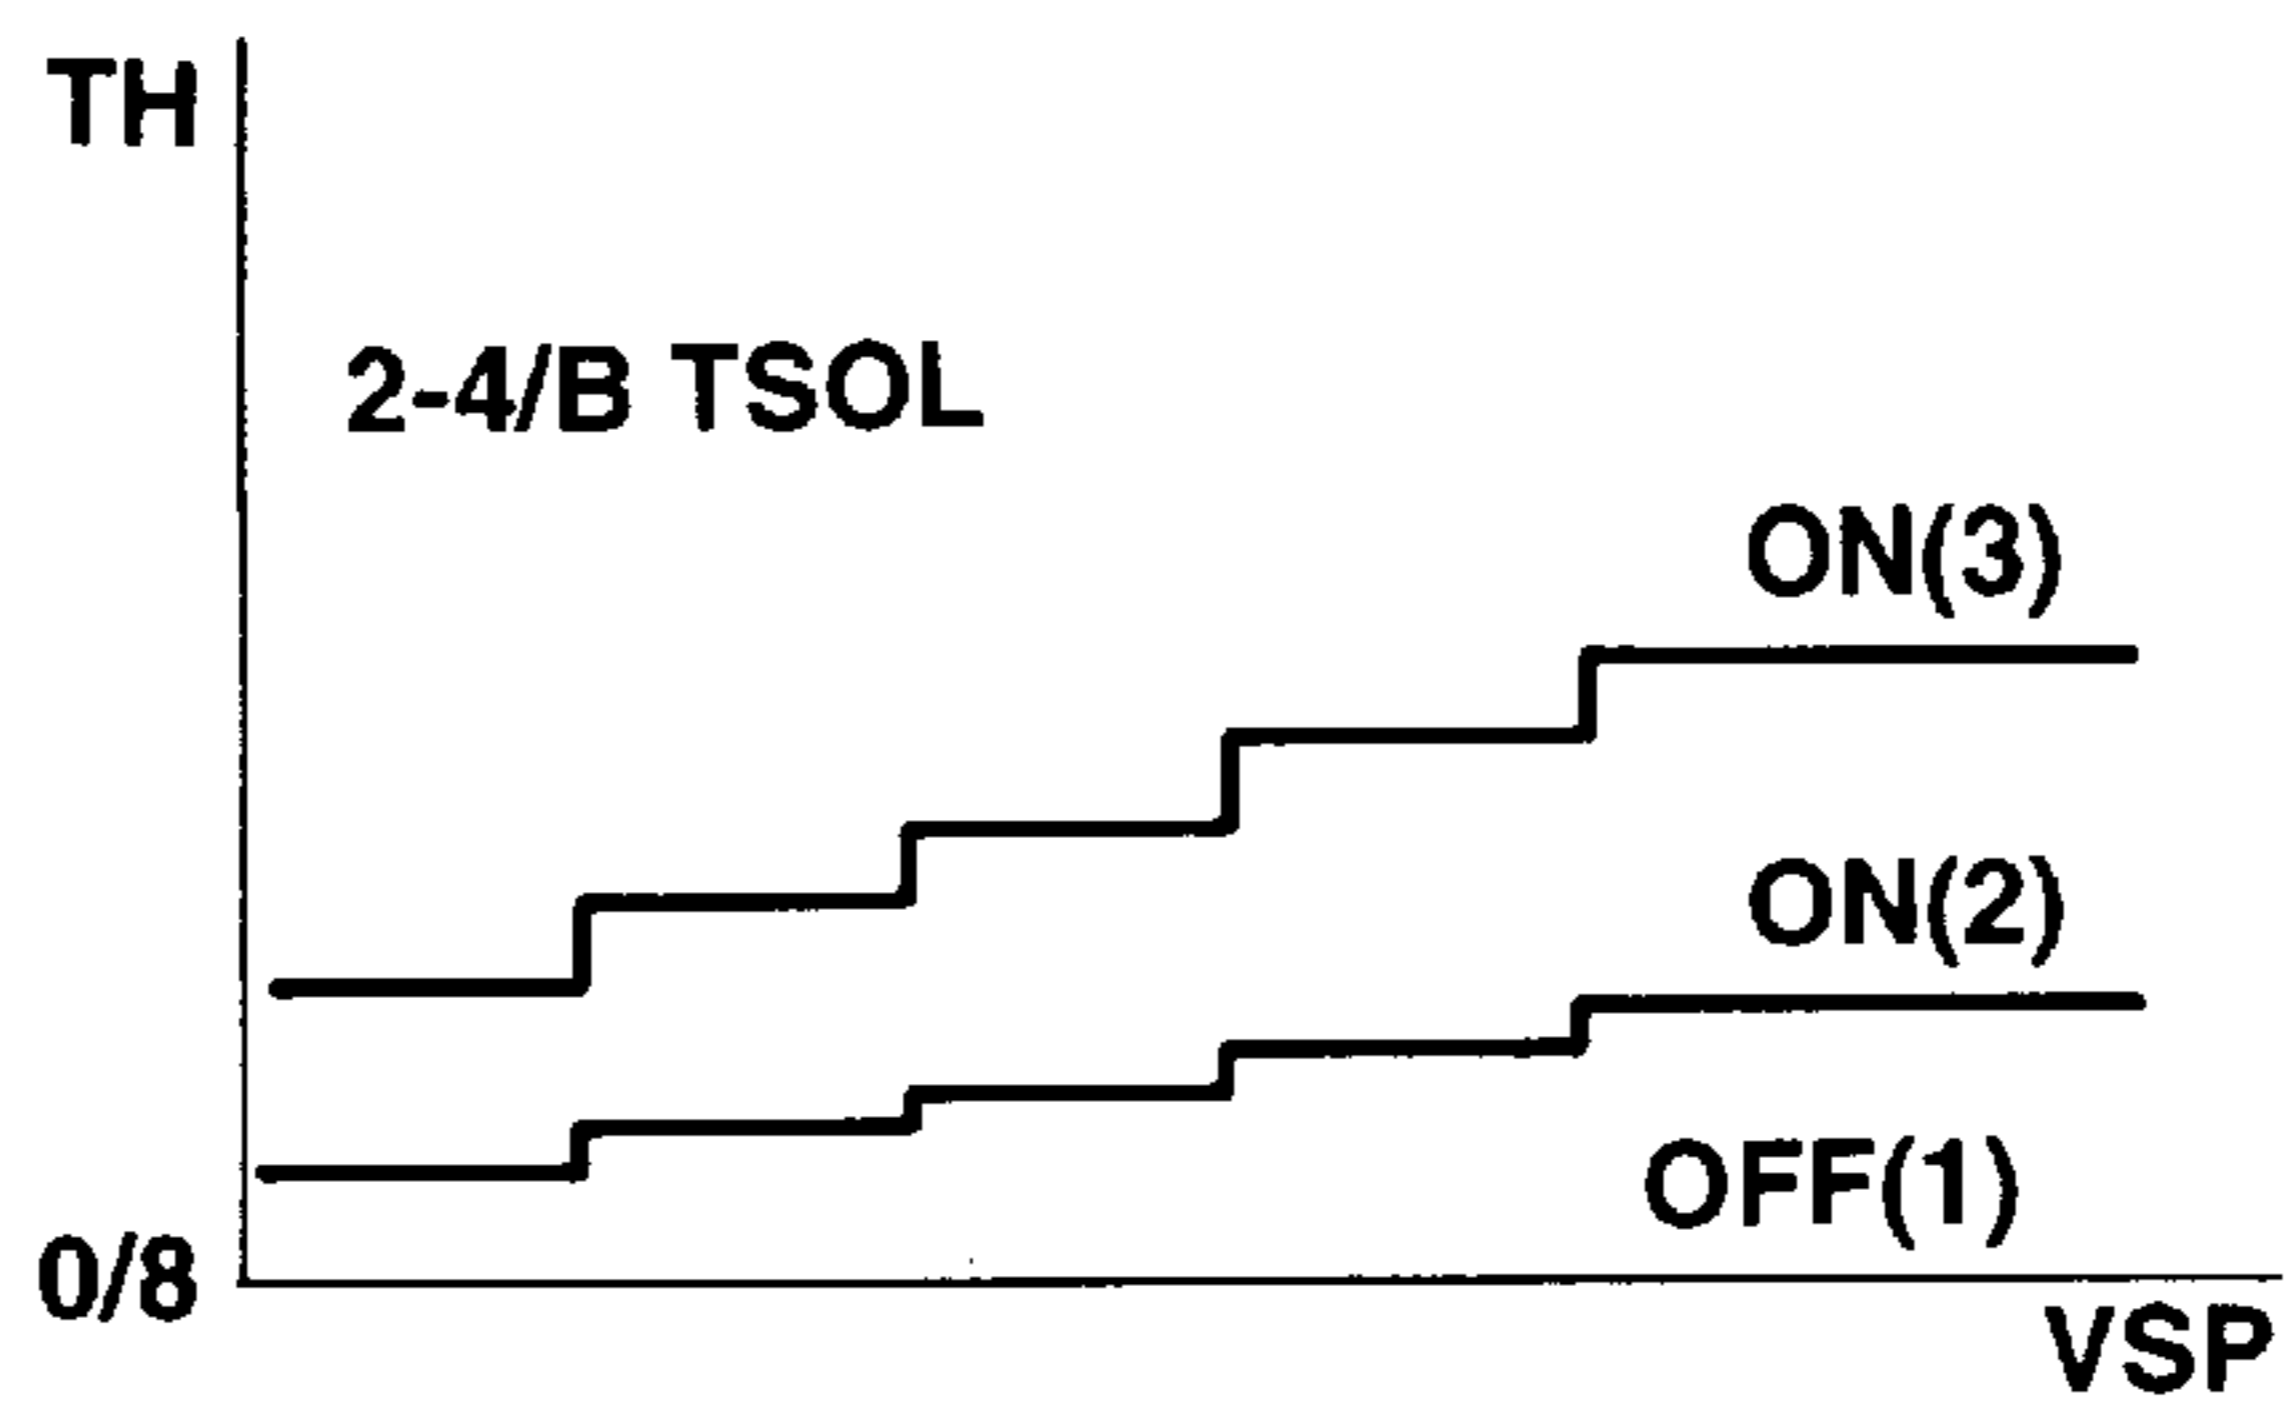 TH
2-4/B TSOL
ON(3)
ON(2)
OFF(1)
0/8
VSP